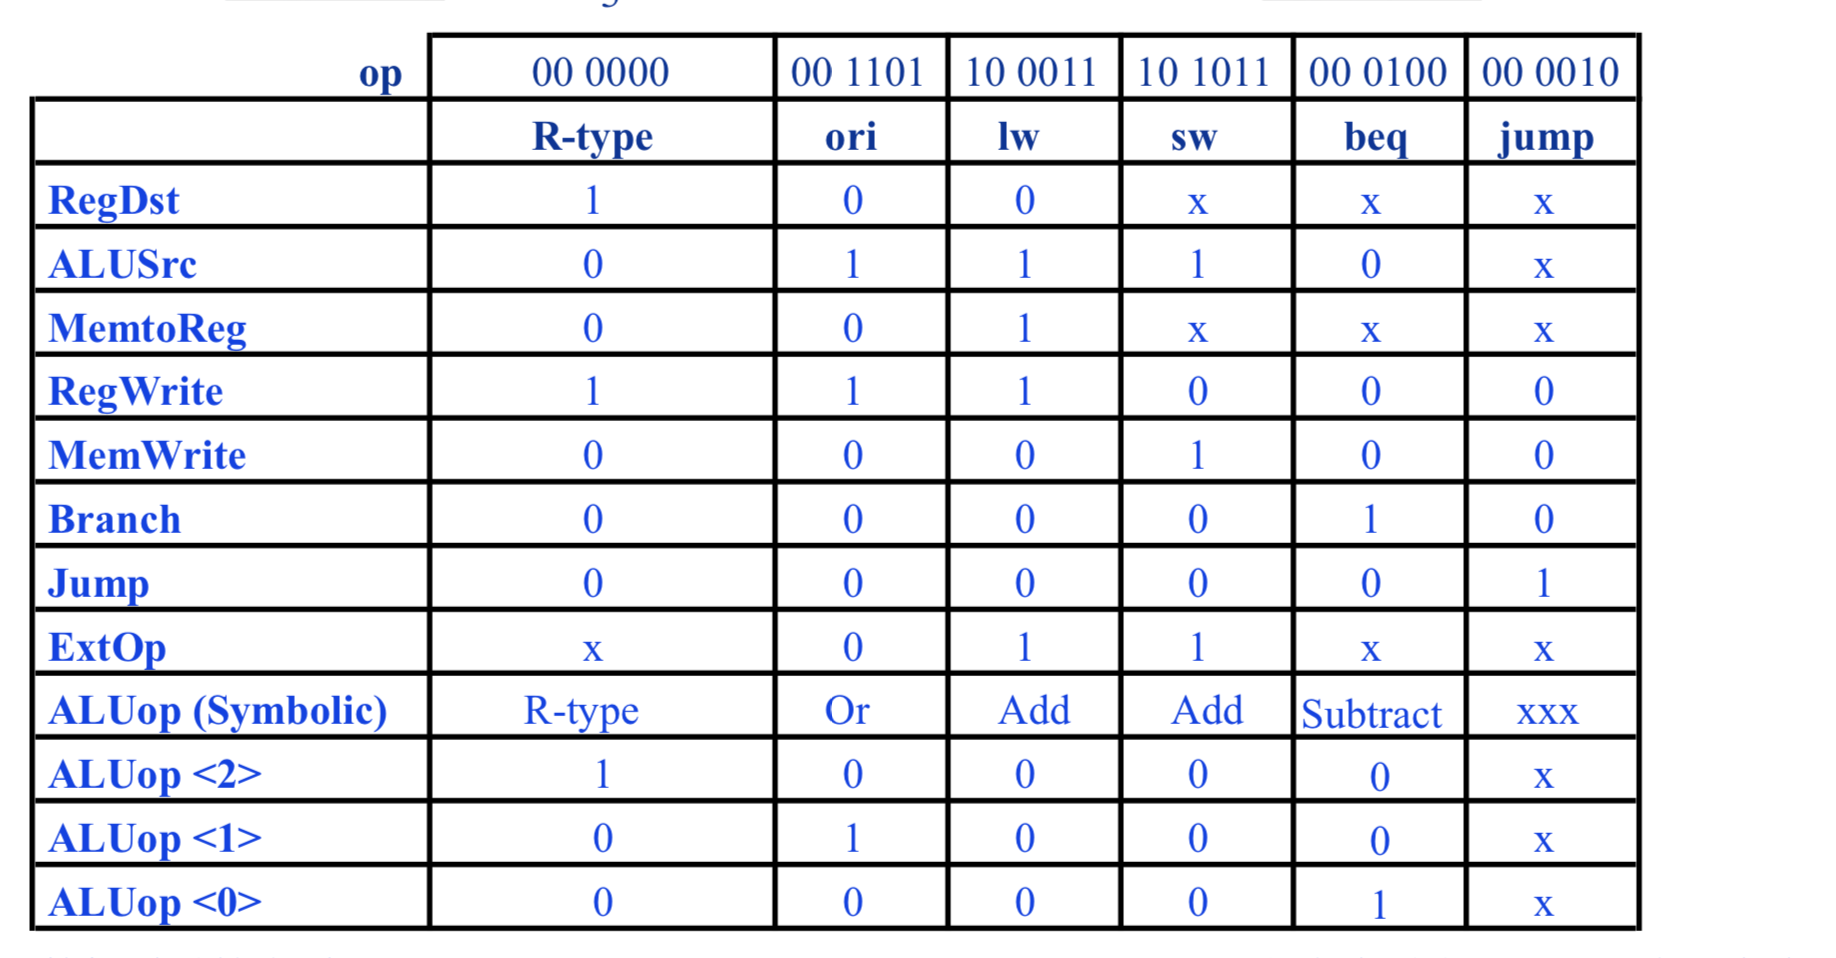 op 00 0000 00 1101 10 0011 10 1011 00 0100 00 0010
R-type ori lw sw beq jump
RegDst 1 0 0 x x x
ALUSrc 0 1 1 1 0 x
MemtoReg 0 0 1 x x x
RegWrite 1 1 1 0 0 0
MemWrite 0 0 0 1 0 0
Branch 0 0 0 0 1 0
Jump 0 0 0 0 0 1
ExtOp x 0 1 1 x x
ALUop (Symbolic) R-type Or Add Add Subtract xxx
ALUop <2> 1 0 0 0 0 x
ALUop <1> 0 1 0 0 0 x
ALUop <0> 0 0 0 0 1 x